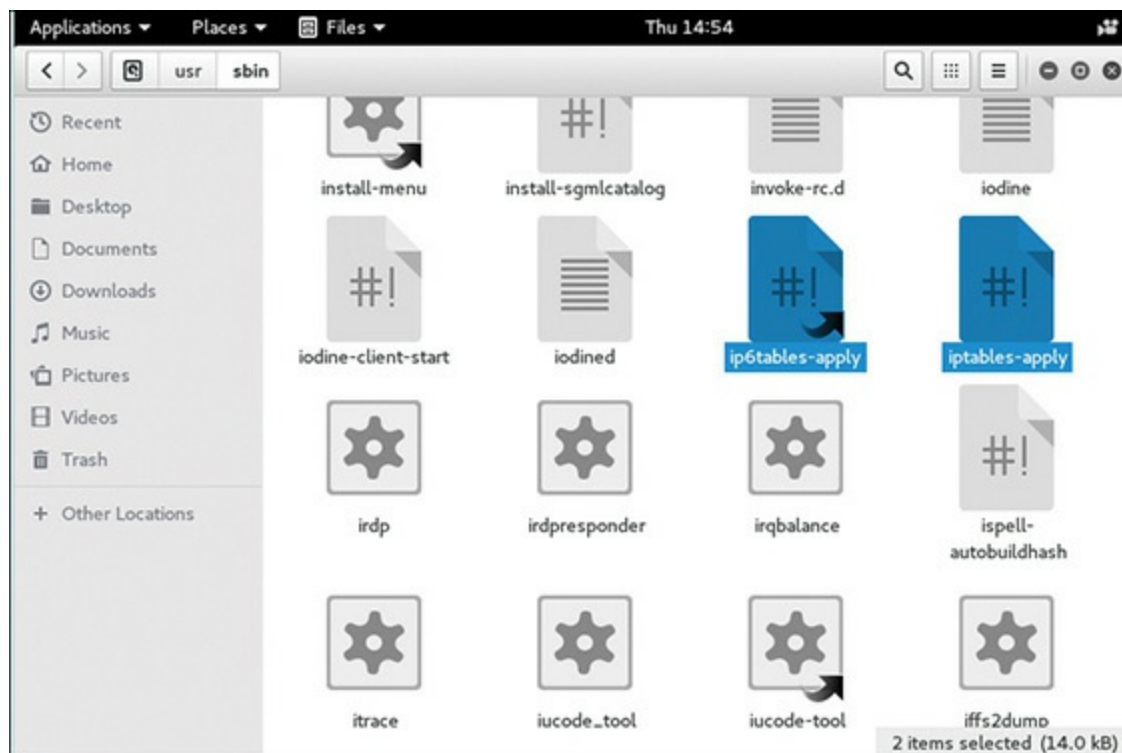 Applications Places Files Thu 14:54
usr sbin
Recent
Home
Desktop
Documents
Downloads
Music
Pictures
Videos
Trash
+ Other Locations
install-menu install-sgmlcatalog invoke-rc.d iodine
#! #!
#!
iodine-client-start iodined ip6tables-apply iptables-apply
#!
irdp irdpresponder irqbalance ispell-
autobuildhash
itrace iucode_tool iucode-tool jffs2dump
2 items selected (14.0 kB)